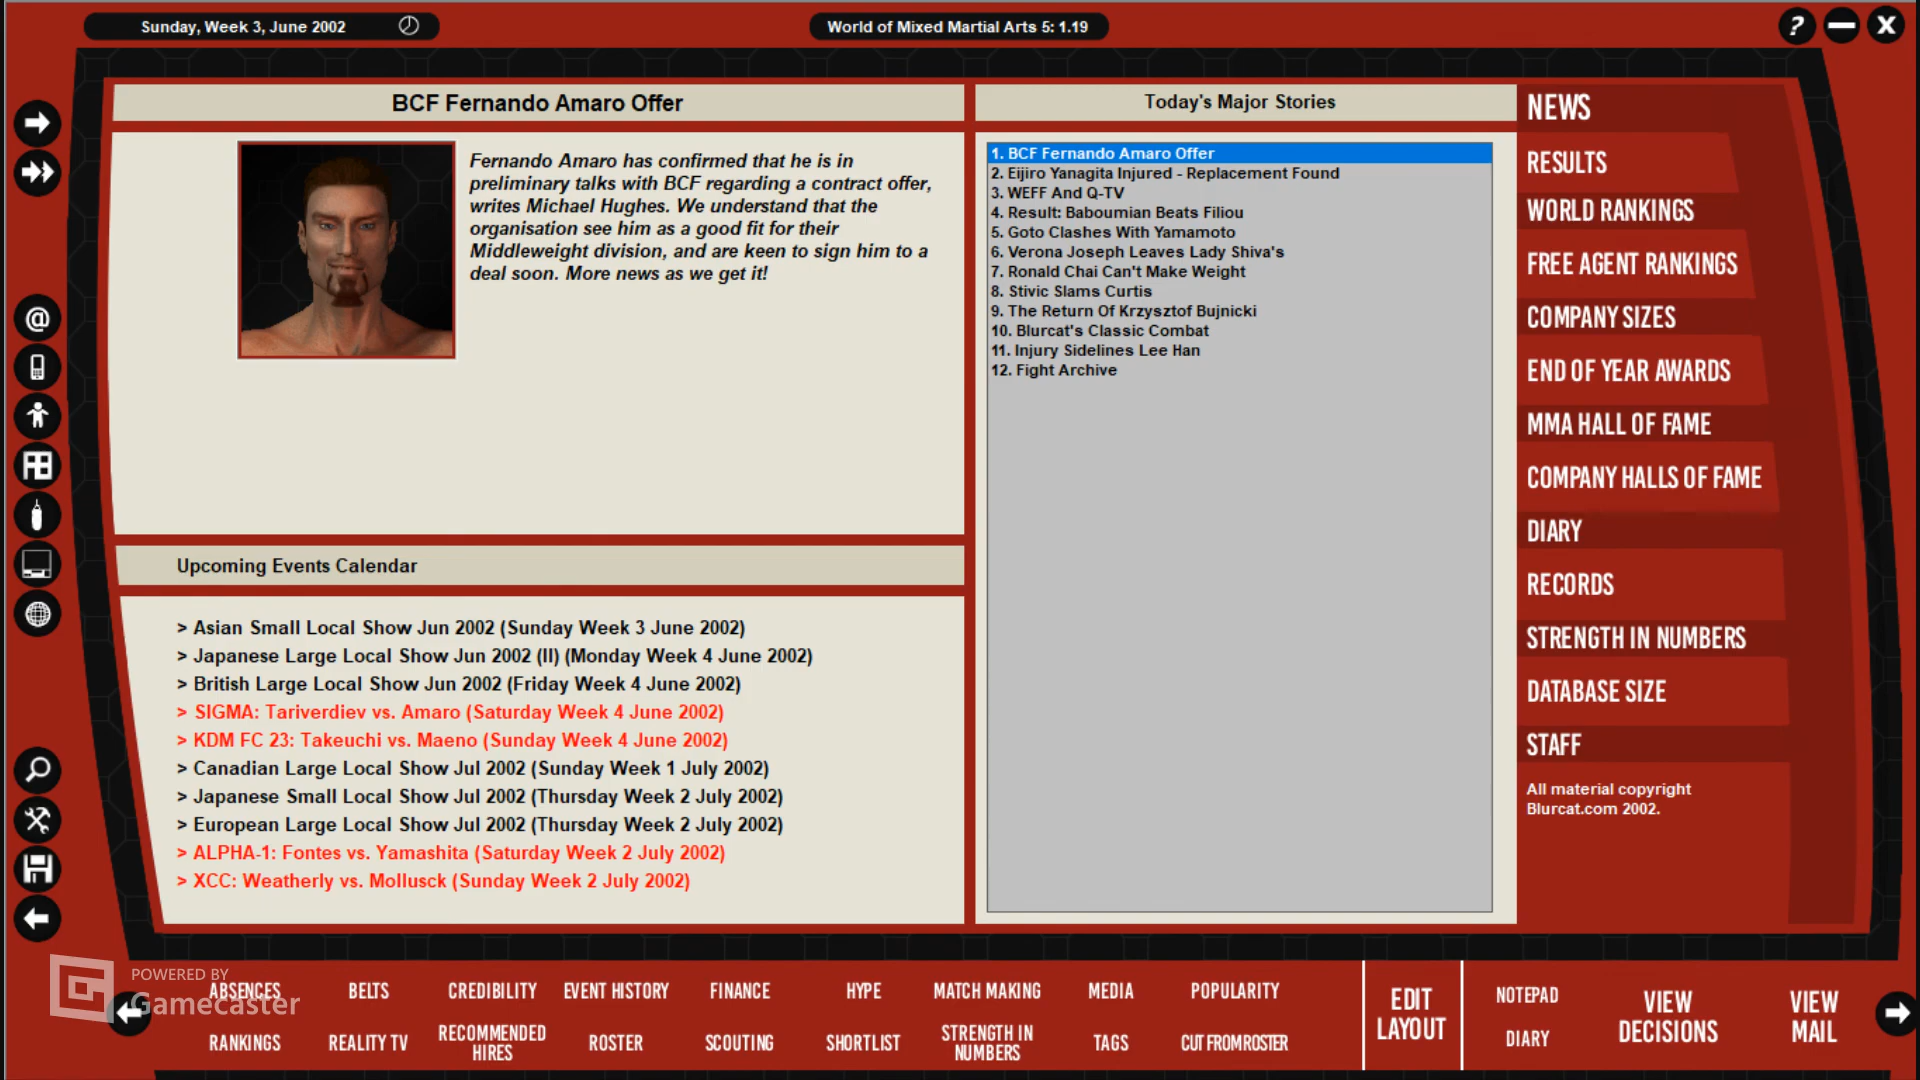 Sunday, Week 3, June 2002
World of Mixed Martial Arts 5: 1.19
?
X
BCF Fernando Amaro Offer
Fernando Amaro has confirmed that he is in
preliminary talks with BCF regarding a contract offer,
writes Michael Hughes. We understand that the
organisation see him as a good fit for their
Middleweight division, and are keen to sign him to a
deal soon. More news as we get it!
Upcoming Events Calendar
> Asian Small Local Show Jun 2002 (Sunday Week 3 June 2002)
> Japanese Large Local Show Jun 2002 (II) (Monday Week 4 June 2002)
> British Large Local Show Jun 2002 (Friday Week 4 June 2002)
> SIGMA: Tariverdiev vs. Amaro (Saturday Week 4 June 2002)
> KDM FC 23: Takeuchi vs. Maeno (Sunday Week 4 June 2002)
> Canadian Large Local Show Jul 2002 (Sunday Week 1 July 2002)
> Japanese Small Local Show Jul 2002 (Thursday Week 2 July 2002)
> European Large Local Show Jul 2002 (Thursday Week 2 July 2002)
> ALPHA-1: Fontes vs. Yamashita (Saturday Week 2 July 2002)
> XCC: Weatherly vs. Mollusck (Sunday Week 2 July 2002)
Today's Major Stories
1. BCF Fernando Amaro Offer
2. Eijiro Yanagita Injured - Replacement Found
3. WEFF And Q-TV
4. Result: Baboumian Beats Filiou
5. Goto Clashes With Yamamoto
6. Verona Joseph Leaves Lady Shiva's
7. Ronald Chai Can't Make Weight
8. Stivic Slams Curtis
9. The Return Of Krzysztof Bujnicki
10. Blurcat's Classic Combat
11. Injury Sidelines Lee Han
12. Fight Archive
NEWS
RESULTS
WORLD RANKINGS
FREE AGENT RANKINGS
COMPANY SIZES
END OF YEAR AWARDS
MMA HALL OF FAME
COMPANY HALLS OF FAME
DIARY
RECORDS
STRENGTH IN NUMBERS
DATABASE SIZE
STAFF
All material copyright
Blurcat.com 2002.
@
POWERED BY
Gamecaster
ABSENCES
BELTS
CREDIBILITY
EVENT HISTORY
FINANCE
HYPE
MATCH MAKING
MEDIA
POPULARITY
RANKINGS
REALITY TV
RECOMMENDED
HIRES
ROSTER
SCOUTING
SHORTLIST
STRENGTH IN
NUMBERS
TAGS
CUT FROM ROSTER
EDIT
LAYOUT
NOTEPAD
DIARY
VIEW
DECISIONS
VIEW
MAIL